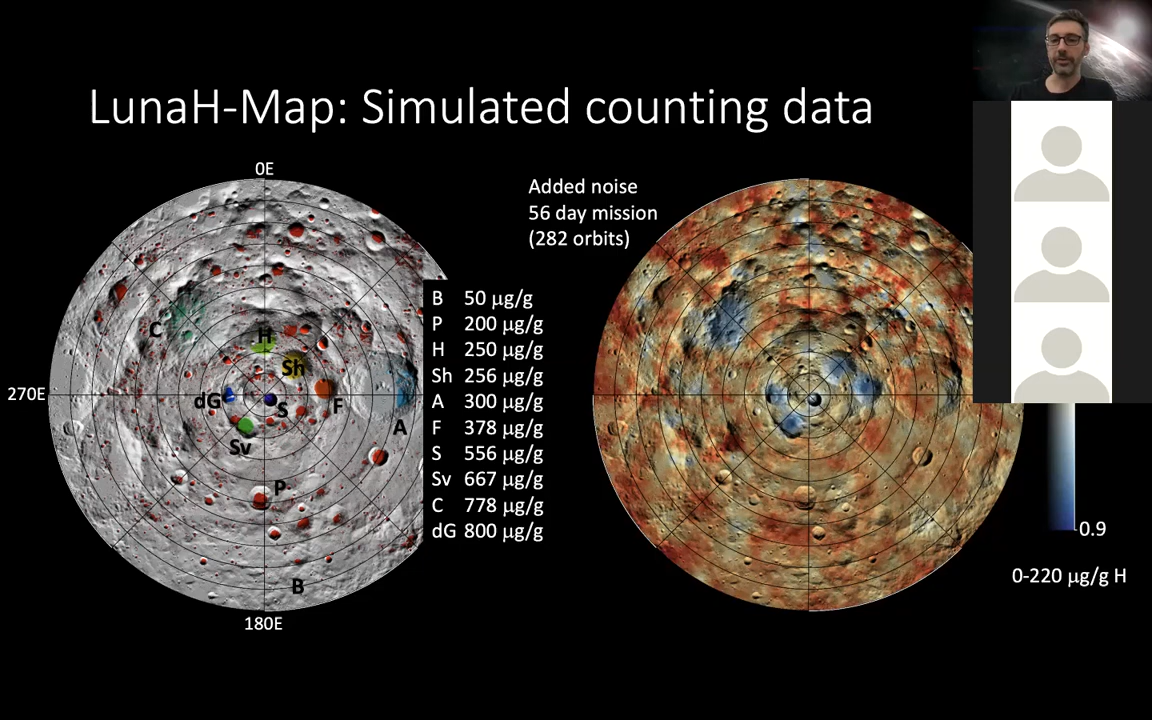 LunaH-Map: Simulated counting data
0E
270E
180E
C
H
Sh
dG
S
F
A
Sv
P
B
Added noise
56 day mission
(282 orbits)
B 50 µg/g
P 200 µg/g
H 250 µg/g
Sh 256 µg/g
A 300 µg/g
F 378 µg/g
S 556 µg/g
Sv 667 µg/g
C 778 µg/g
dG 800 µg/g
0.9
0-220 µg/g H